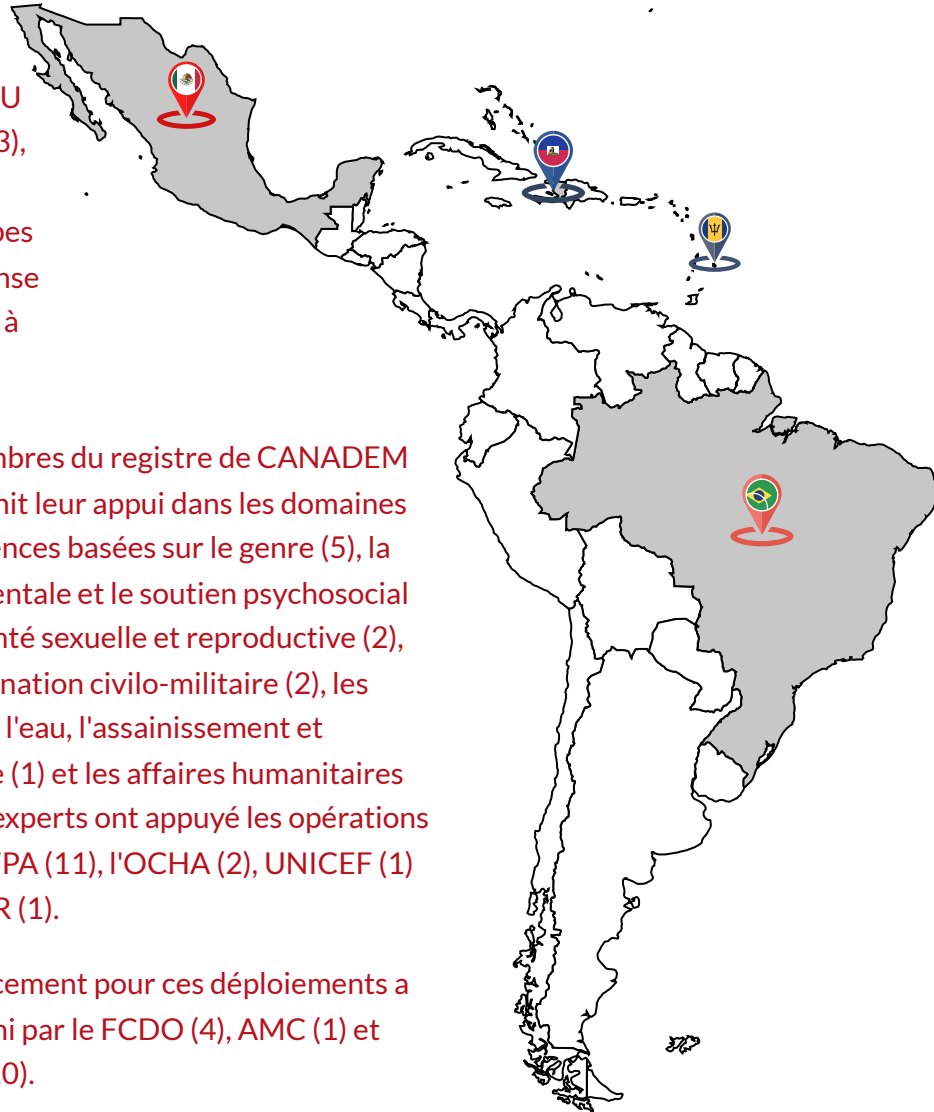 U
3),
pes
nse
à
mbres du registre de CANADEM
nit leur appui dans les domaines
ences basées sur le genre (5), la
entale et le soutien psychosocial
nté sexuelle et reproductive (2),
nation civilo-militaire (2), les
l'eau, l'assainissement et
e (1) et les affaires humanitaires
experts ont appuyé les opérations
FPA (11), l'OCHA (2), UNICEF (1)
R (1).
cement pour ces déploiements a
ni par le FCDO (4), AMC (1) et
0).